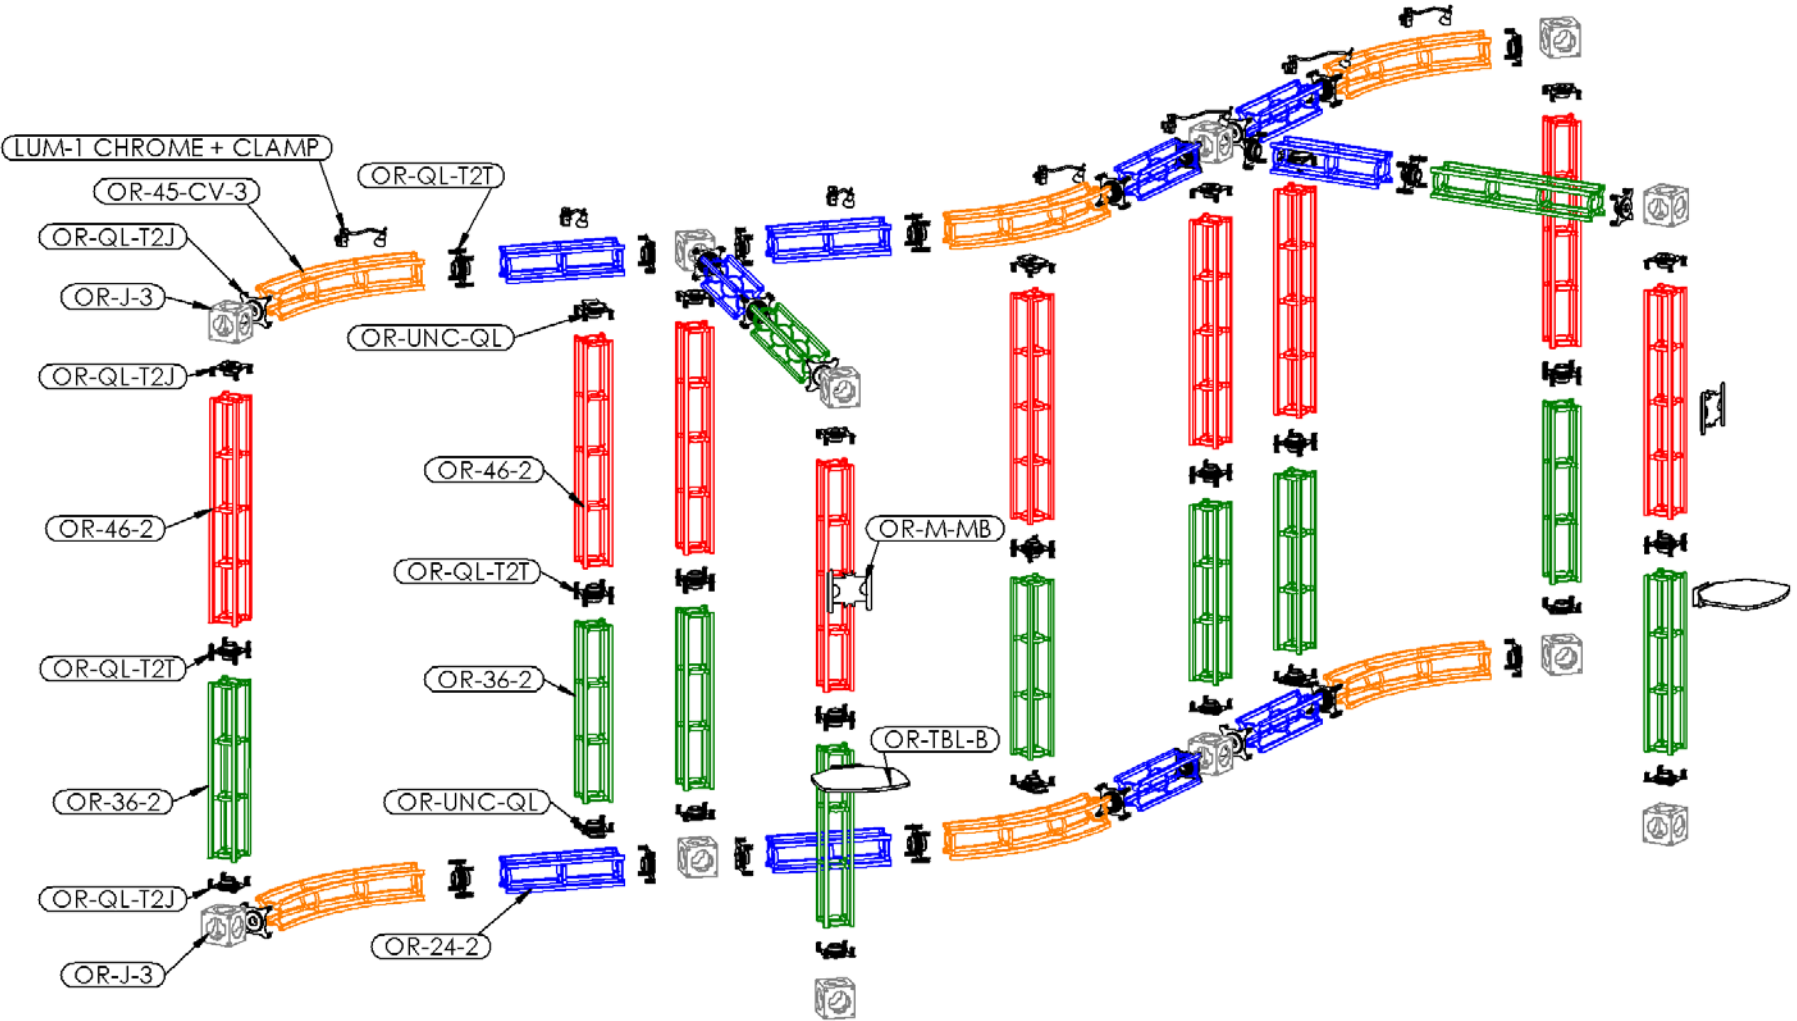 LUM-1 CHROME + CLAMP
OR-QL-T2T
OR-45-CV-3
OR-QL-T2J
OR-J-3
OR-UNC-QL
OR-QL-T2J
OR-46-2
OR-46-2
OR-M-MB
OR-QL-T2T
OR-QL-T2T
OR-36-2
OR-TBL-B
OR-36-2
OR-UNC-QL
OR-QL-T2J
OR-24-2
OR-J-3